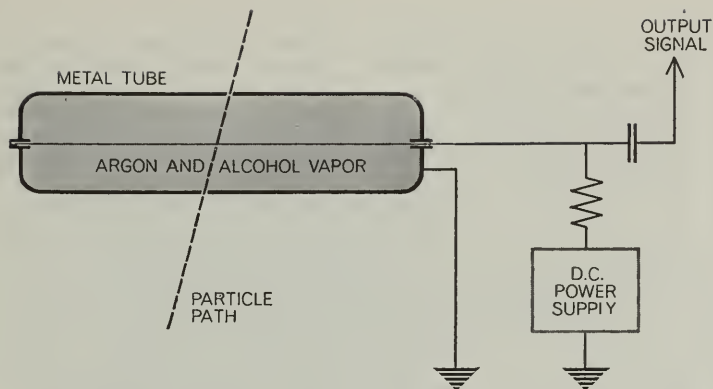 OUTPUT
SIGNAL
METAL TUBE
ARGON AND ALCOHOL VAPOR
PARTICLE
PATH
D.C.
POWER
SUPPLY